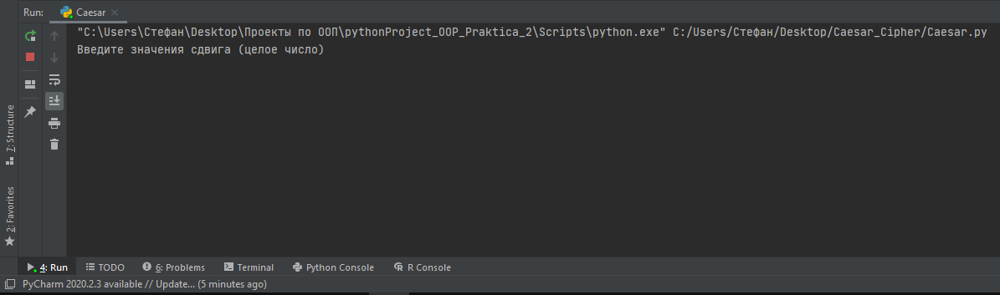 Run: Caesar
"C:\Users\Стефан\Desktop\Проекты по ООП\pythonProject_OOP_Praktica_2\Scripts\python.exe" C:/Users/Стефан/Desktop/Caesar_Cipher/Caesar.py
Введите значения сдвига (целое число)
7: Structure
2: Favorites
4: Run TODO 6: Problems Terminal Python Console R Console
PyCharm 2020.2.3 available // Update... (5 minutes ago)